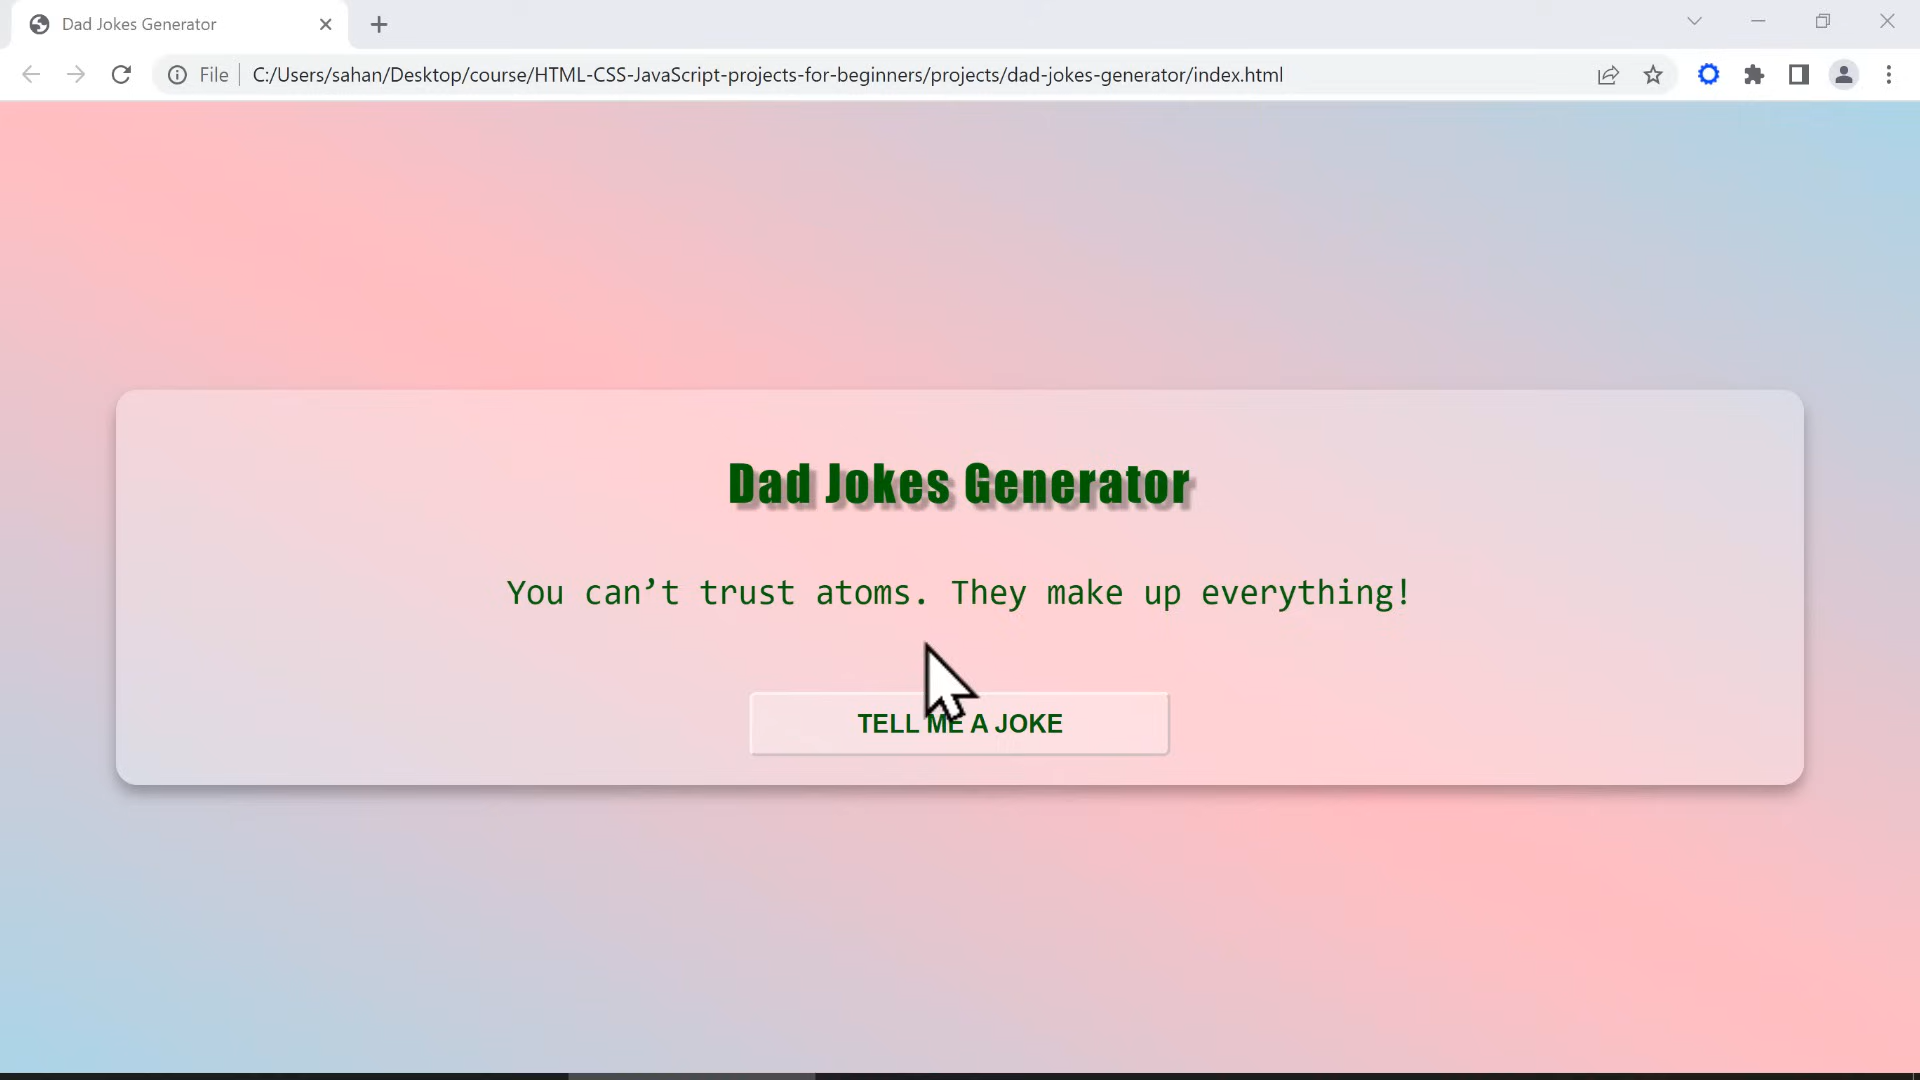 Dad Jokes Generator
File C:/Users/sahan/Desktop/course/HTML-CSS-JavaScript-projects-for-beginners/projects/dad-jokes-generator/index.html
Dad Jokes Generator
You can’t trust atoms. They make up everything!
TELL ME A JOKE